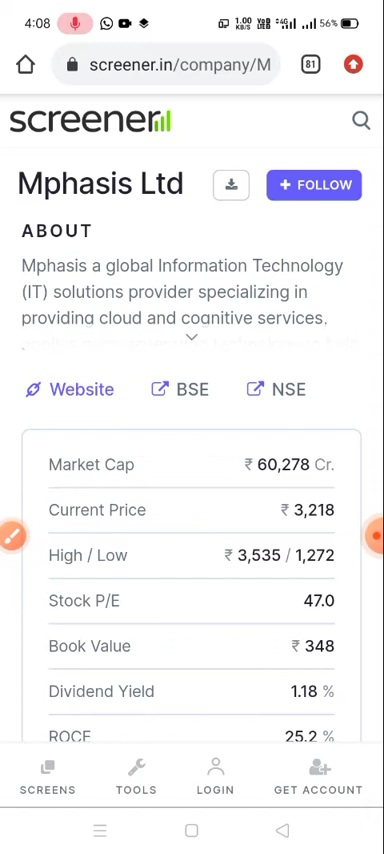 4:08
1.00 KB/S
Vo) LTE2
4G
56%
screener.in/company/M
81
screener
Mphasis Ltd
+ FOLLOW
ABOUT
Mphasis a global Information Technology
(IT) solutions provider specializing in
providing cloud and cognitive services,
Website
BSE
NSE
Market Cap ₹ 60,278 Cr.
Current Price ₹ 3,218
High / Low ₹ 3,535 / 1,272
Stock P/E 47.0
Book Value ₹ 348
Dividend Yield 1.18 %
ROCE 25.2 %
SCREENS
TOOLS
LOGIN
GET ACCOUNT